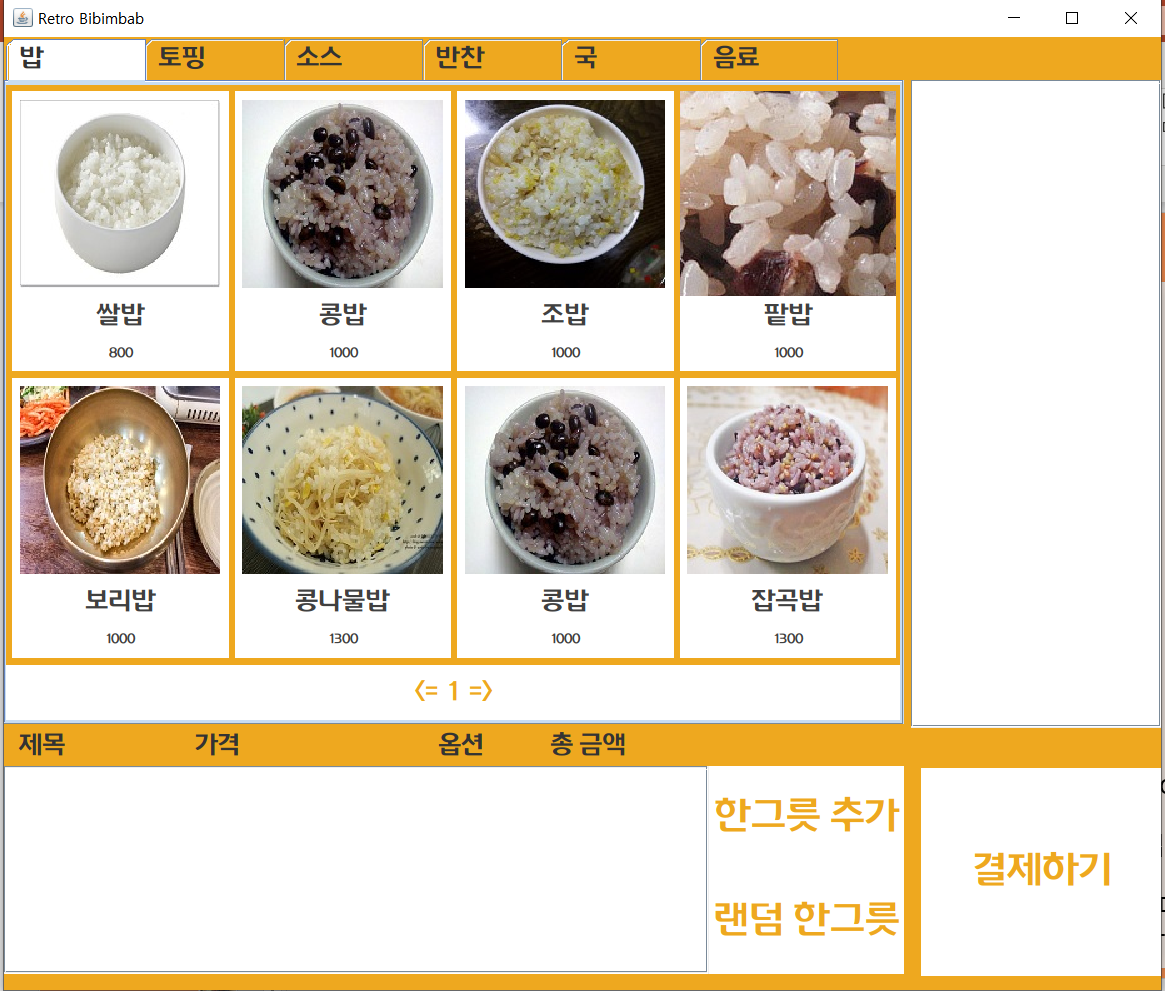 Retro Bibimbab
밥 토핑 소스 반찬 국 음료
쌀밥 콩밥 조밥 팥밥
800 1000 1000 1000
보리밥 콩나물밥 콩밥 잡곡밥
1000 1300 1000 1300
<= 1 =>
제목 가격 옵션 총 금액
한그릇 추가
결제하기
랜덤 한그릇